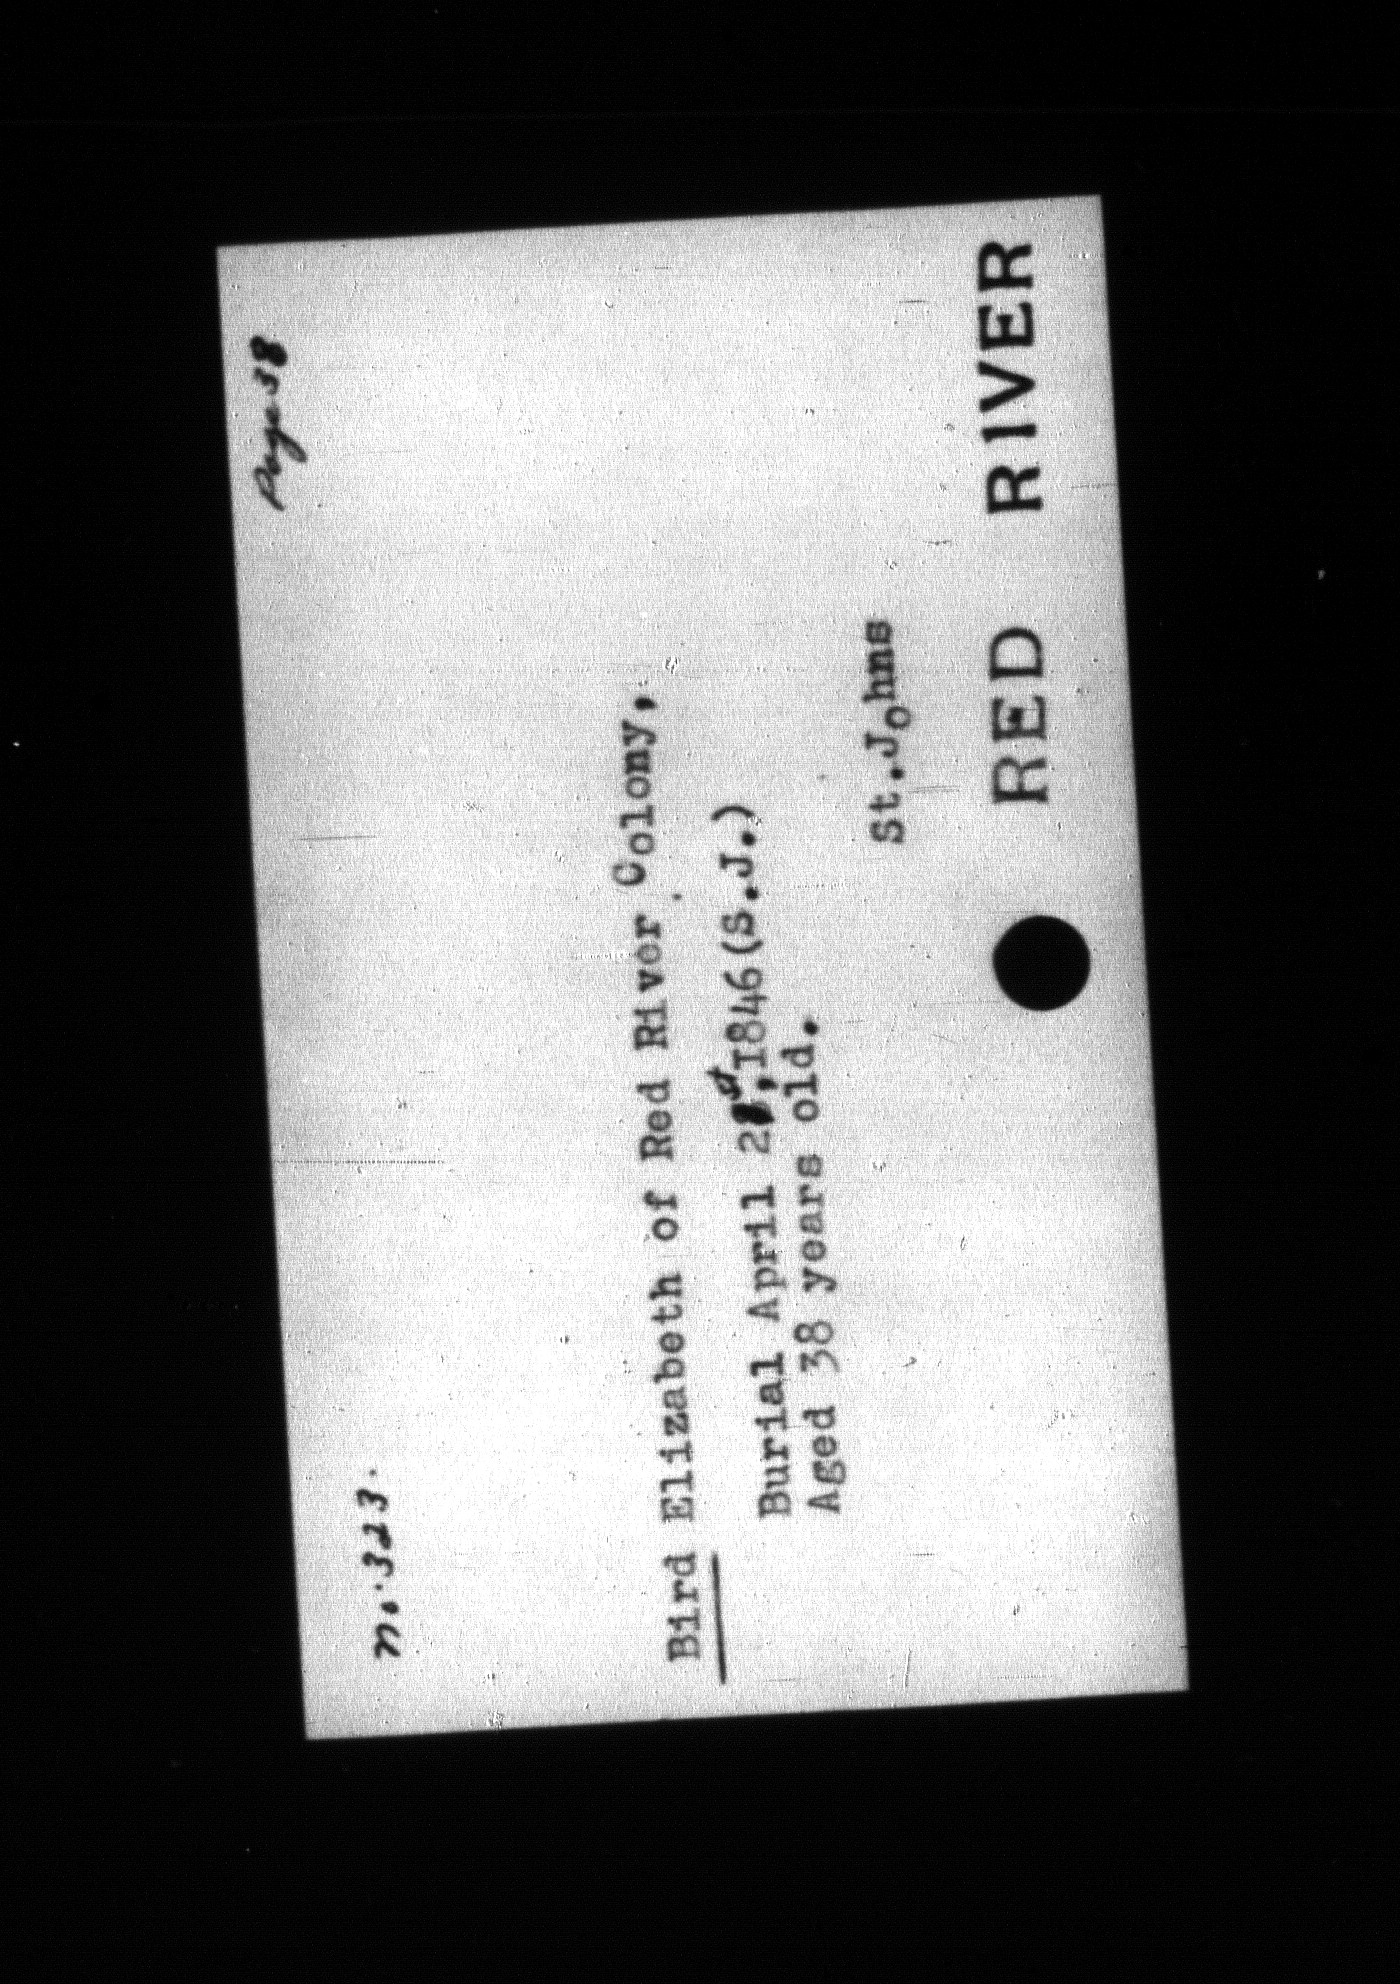 Page 38
no. 323.
Bird Elizabeth of Red River Colony,
Burial April 21st, 1846(S.J.)
Aged 38 years old.
St.Johns
RED RIVER